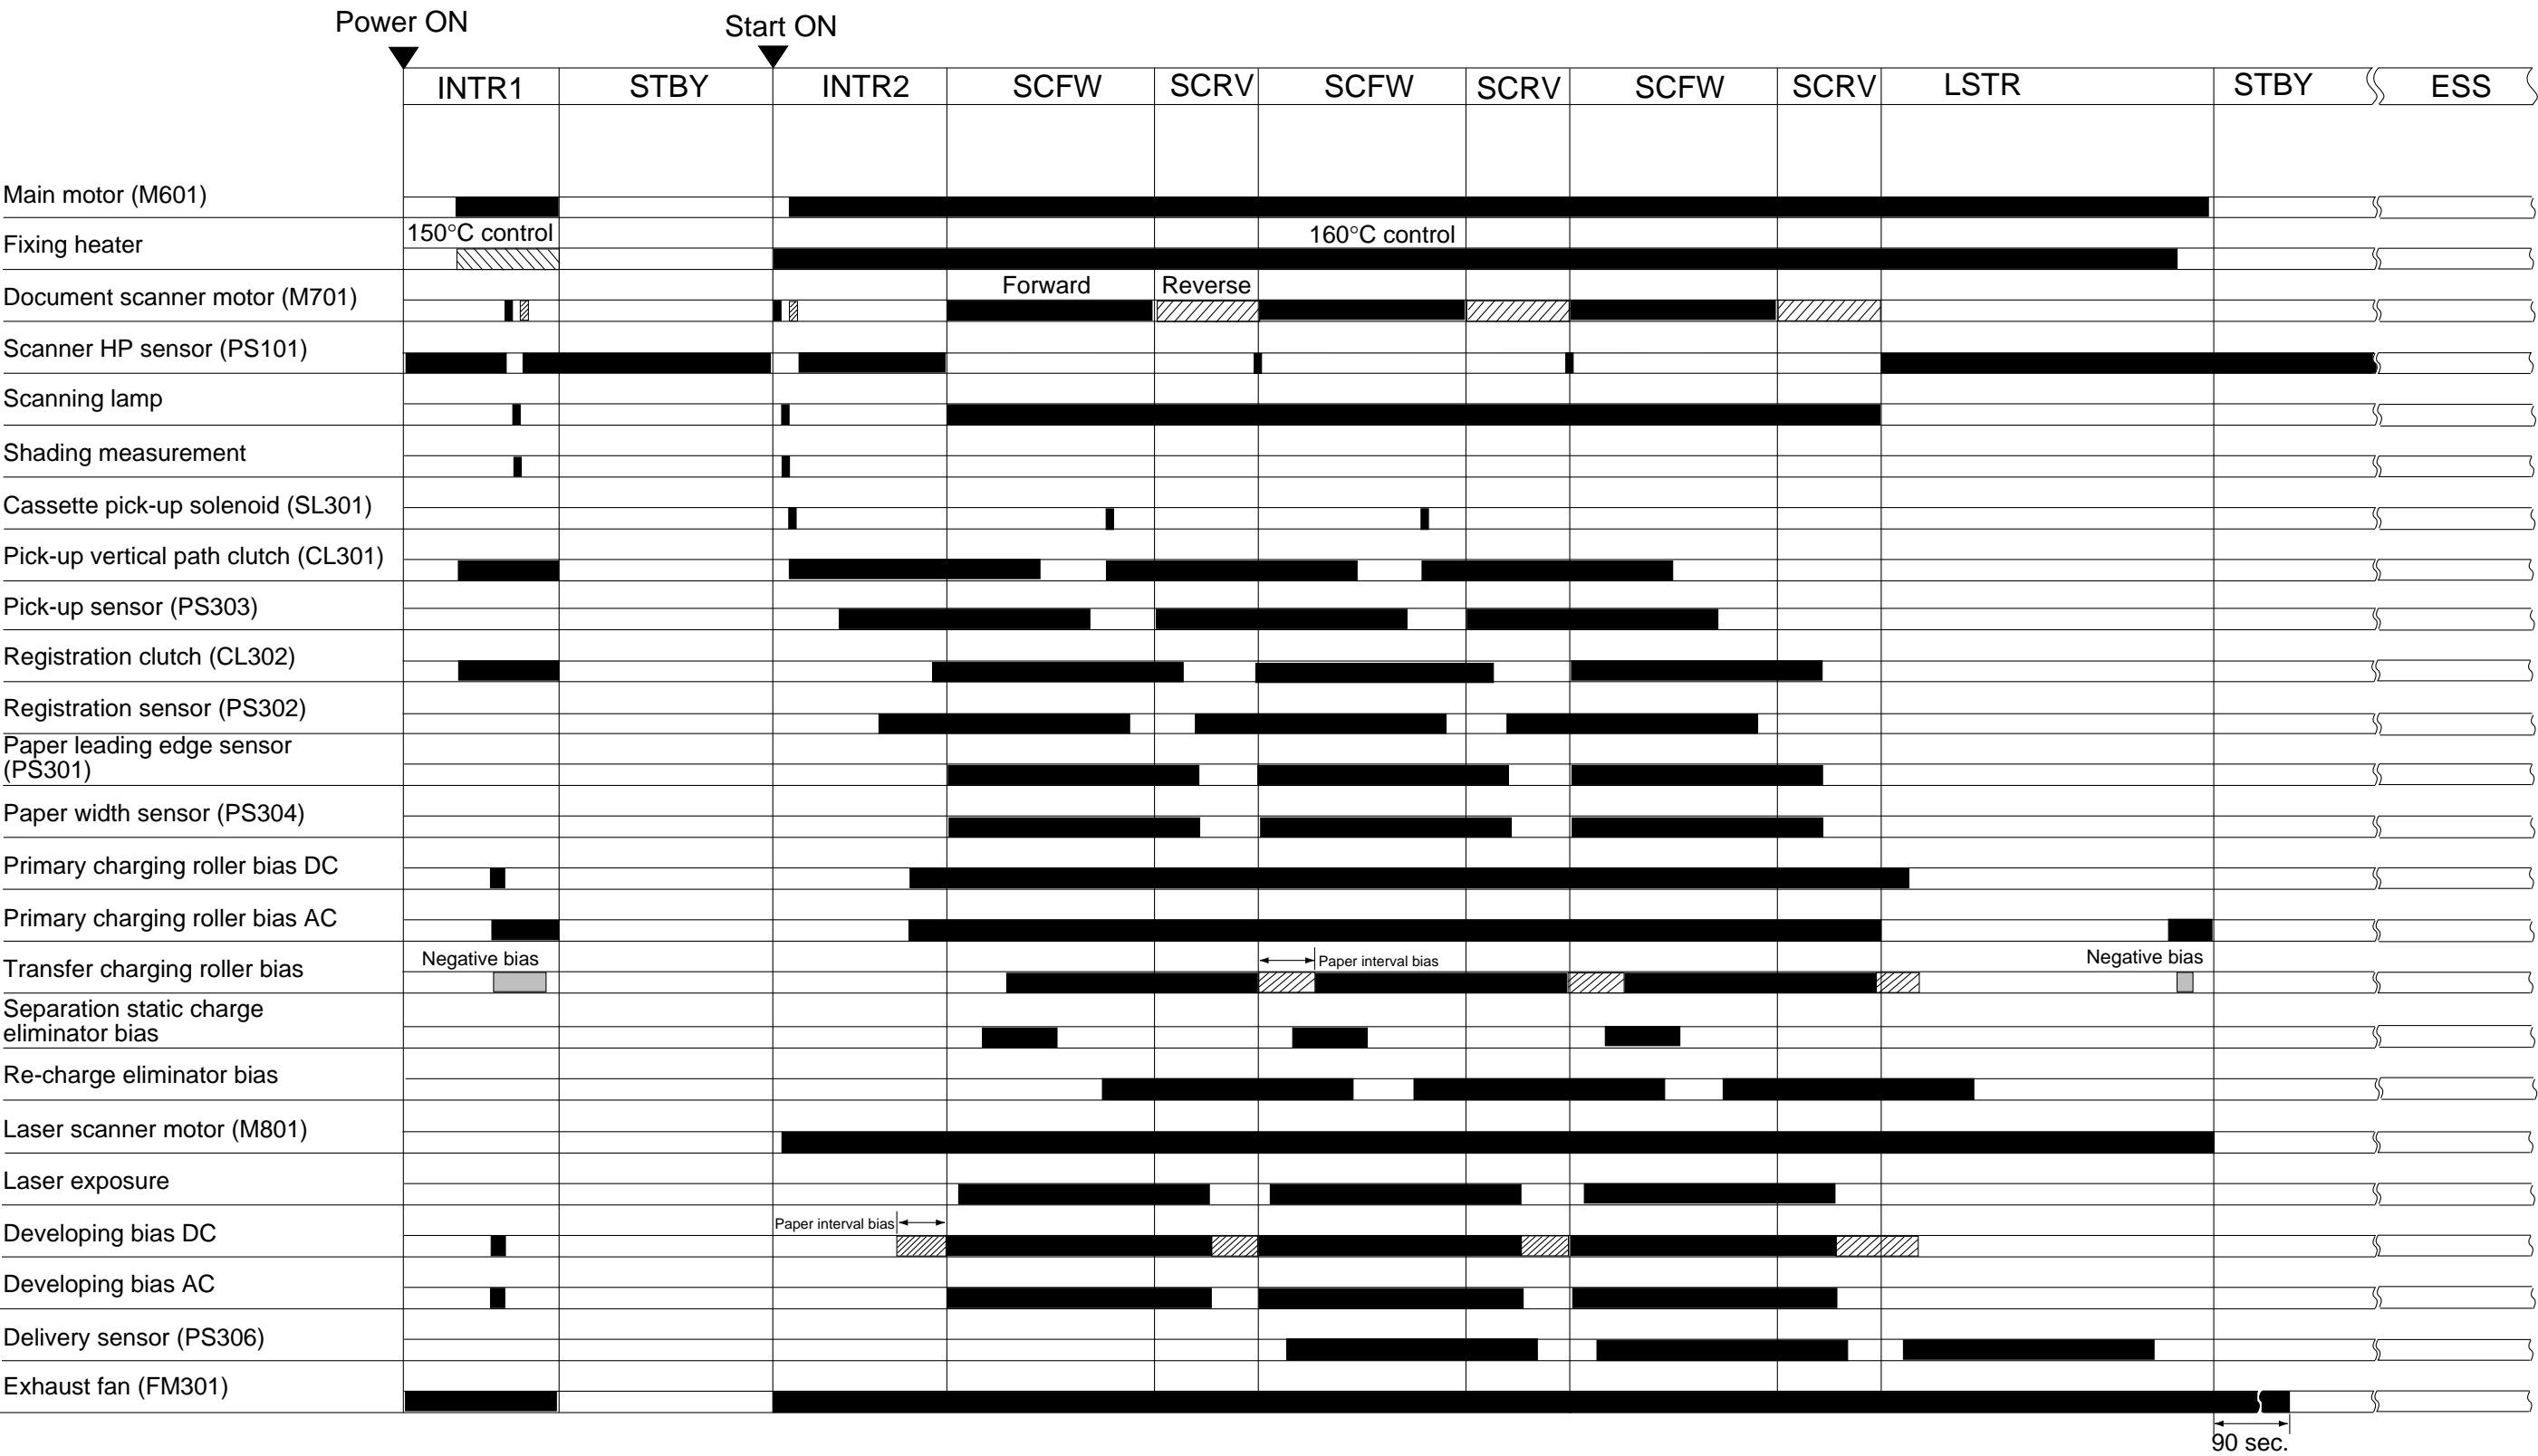 Power ON
Start ON
INTR1 STBY INTR2 SCFW SCRV SCFW SCRV SCFW SCRV LSTR STBY ESS
Main motor (M601)
150°C control
160°C control
Fixing heater
Forward
Reverse
Document scanner motor (M701)
Scanner HP sensor (PS101)
Scanning lamp
Shading measurement
Cassette pick-up solenoid (SL301)
Pick-up vertical path clutch (CL301)
Pick-up sensor (PS303)
Registration clutch (CL302)
Registration sensor (PS302)
Paper leading edge sensor
(PS301)
Paper width sensor (PS304)
Primary charging roller bias DC
Primary charging roller bias AC
Negative bias
Paper interval bias
Negative bias
Transfer charging roller bias
Separation static charge
eliminator bias
Re-charge eliminator bias
Laser scanner motor (M801)
Laser exposure
Paper interval bias
Developing bias DC
Developing bias AC
Delivery sensor (PS306)
Exhaust fan (FM301)
90 sec.